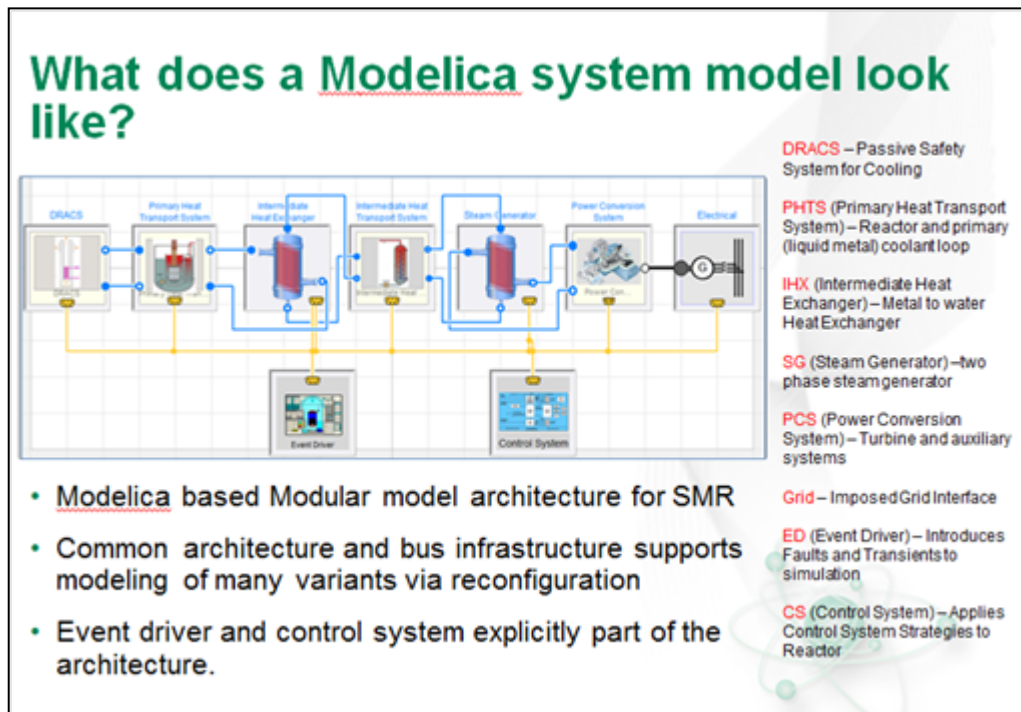 What does a Modelica system model look
like?
DRACS
Primary Heat
Transport System
Intermediate
Heat Exchanger
Intermediate Heat
Transport System
Steam Generator
Power Conversion
System
Electrical
DRACS
Intermediate Heat
Power Con...
G
Event Driver
Control System
DRACS – Passive Safety
System for Cooling
PHTS (Primary Heat Transport
System) – Reactor and primary
(liquid metal) coolant loop
IHX (Intermediate Heat
Exchanger) – Metal to water
Heat Exchanger
SG (Steam Generator) –two
phase steam generator
PCS (Power Conversion
System) – Turbine and auxiliary
systems
Grid – Imposed Grid Interface
ED (Event Driver) – Introduces
Faults and Transients to
simulation
CS (Control System) – Applies
Control System Strategies to
Reactor
• Modelica based Modular model architecture for SMR
• Common architecture and bus infrastructure supports
modeling of many variants via reconfiguration
• Event driver and control system explicitly part of the
architecture.